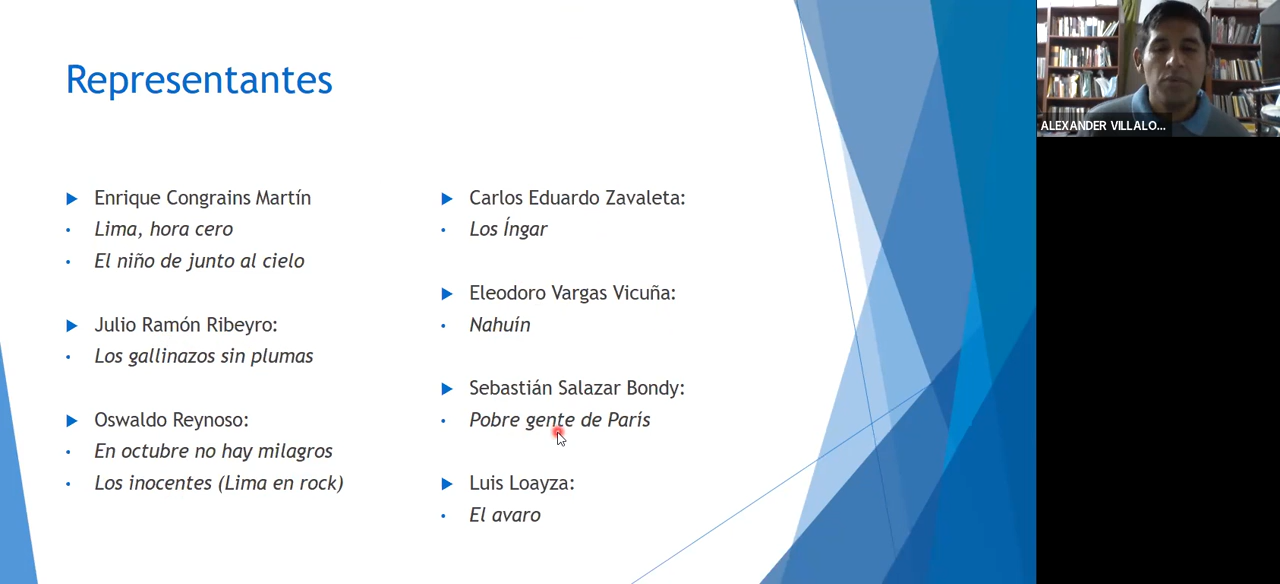 Representantes
Enrique Congrains Martín
Lima, hora cero
El niño de junto al cielo
Julio Ramón Ribeyro:
Los gallinazos sin plumas
Oswaldo Reynoso:
En octubre no hay milagros
Los inocentes (Lima en rock)
Carlos Eduardo Zavaleta:
Los Íngar
Eleodoro Vargas Vicuña:
Nahuín
Sebastián Salazar Bondy:
Pobre gente de París
Luis Loayza:
El avaro
ALEXANDER VILLALO...